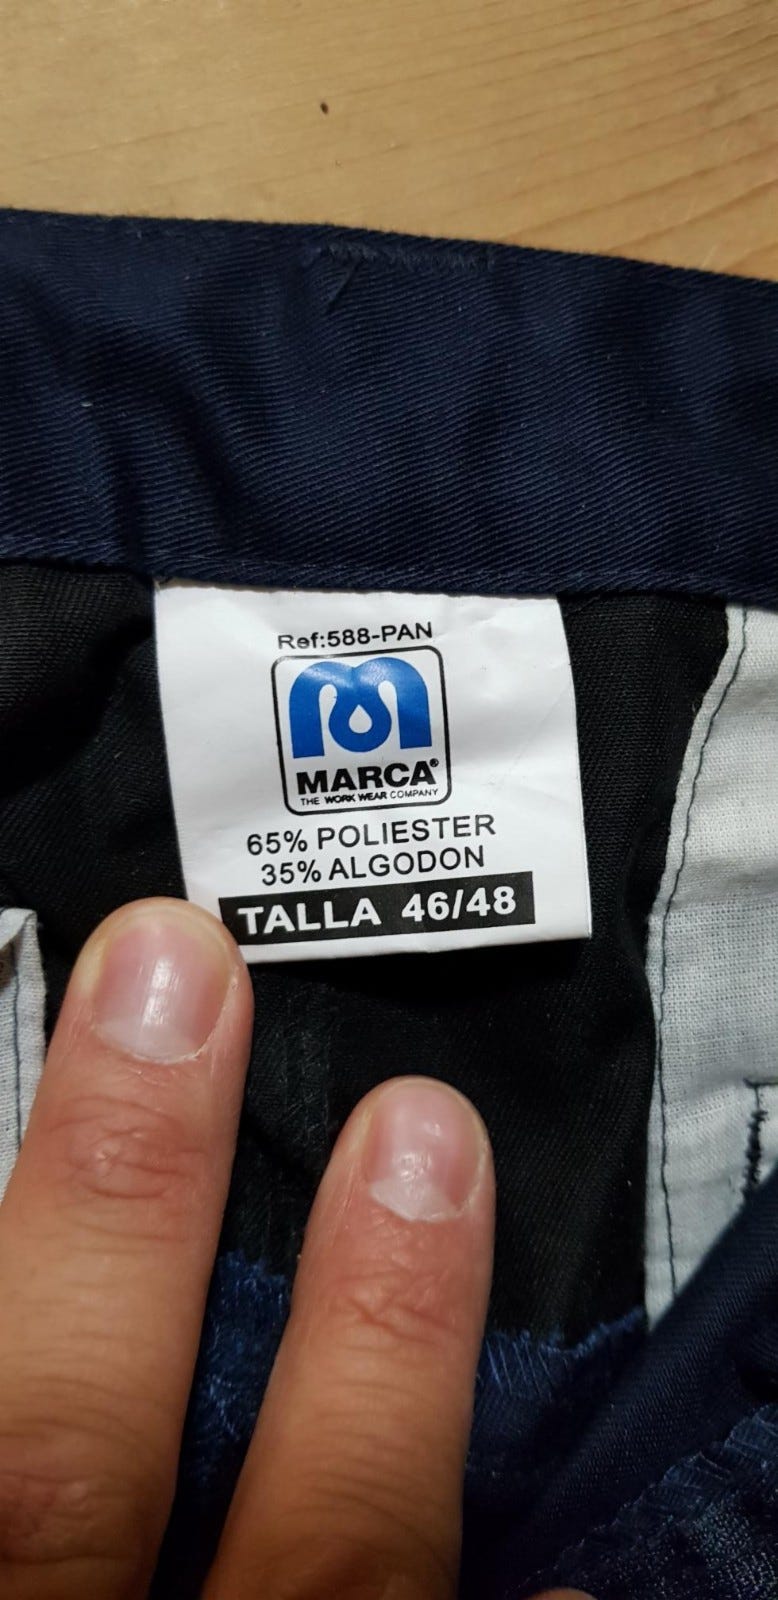 Ref:588-PAN
MARCA®
THE WORK WEAR COMPANY
65% POLIESTER
35% ALGODON
TALLA 46/48